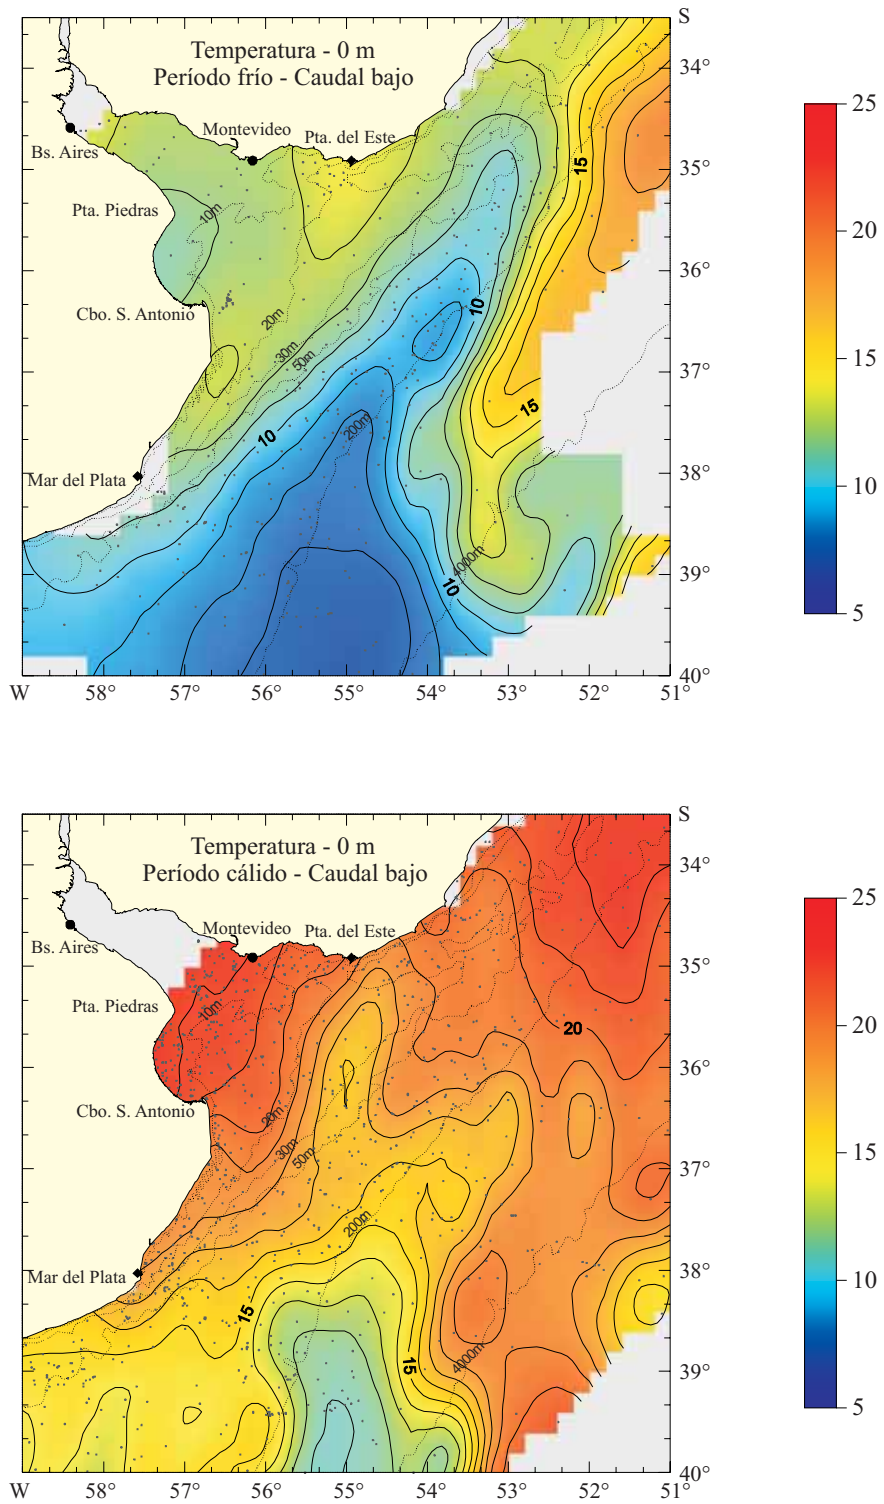 S
Temperatura - 0 m
Período frío - Caudal bajo
34°
25
Montevideo
Pta. del Este
15
Bs. Aires
35°
Pta. Piedras
10m
20
36°
Cbo. S. Antonio
10
20m
30m
50m
15
37°
15
10
200m
Mar del Plata
38°
10
4000m
10
39°
5
40°
W
58°
57°
56°
55°
54°
53°
52°
51°
S
Temperatura - 0 m
Período cálido - Caudal bajo
34°
25
Montevideo
Pta. del Este
Bs. Aires
35°
Pta. Piedras
10m
20
20
36°
Cbo. S. Antonio
20m
30m
50m
15
37°
200m
Mar del Plata
38°
10
15
15
4000m
39°
5
40°
W
58°
57°
56°
55°
54°
53°
52°
51°